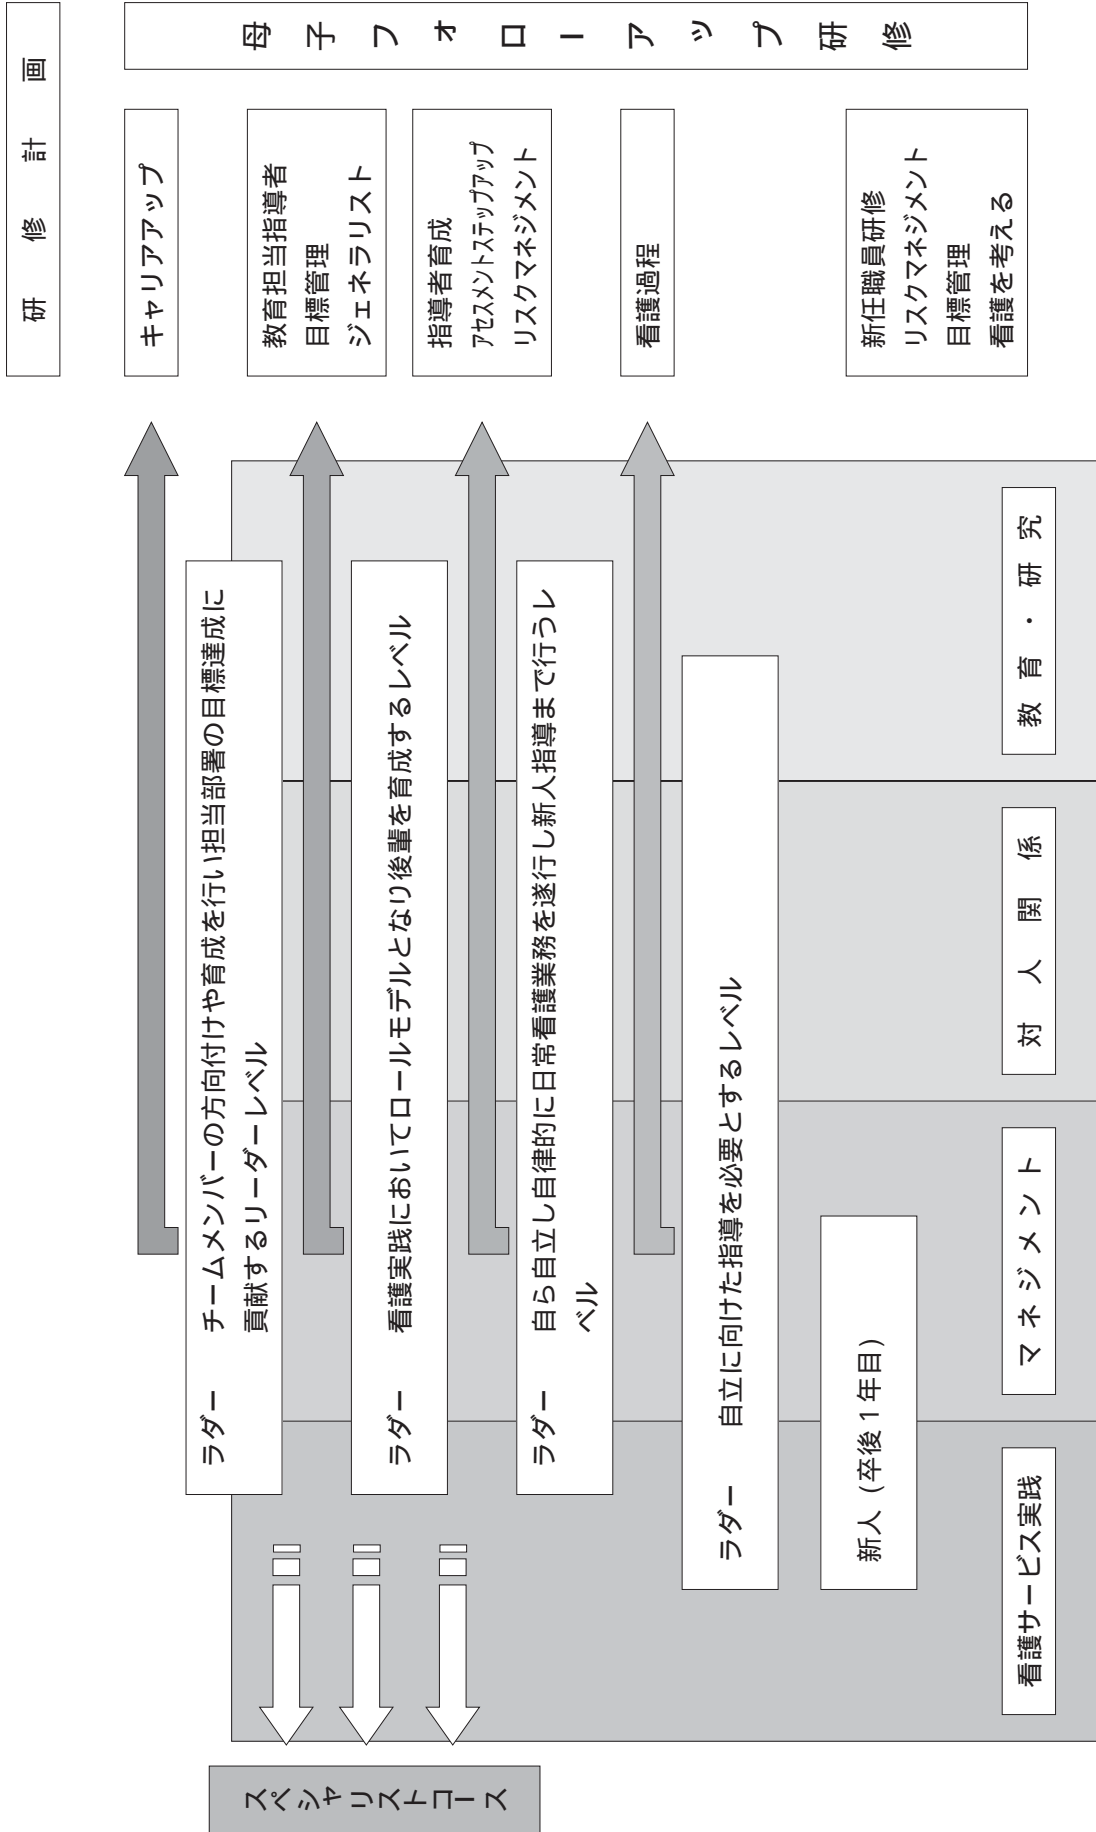 研修計画
母子フォローアップ研修
キャリアアップ
教育担当指導者
目標管理
ジェネラリスト
指導者育成
アセスメントステップアップ
リスクマネジメント
看護過程
新任職員研修
リスクマネジメント
目標管理
看護を考える
スペシャリストコース
ラダー チームメンバーの方向付けや育成を行い担当部署の目標達成に
貢献するリーダーレベル
ラダー 看護実践においてロールモデルとなり後輩を育成するレベル
ラダー 自ら自立し自律的に日常看護業務を遂行し新人指導まで行うレ
ベル
ラダー 自立に向けた指導を必要とするレベル
新人（卒後１年目）
看護サービス実践
マネジメント
対人関係
教育・研究